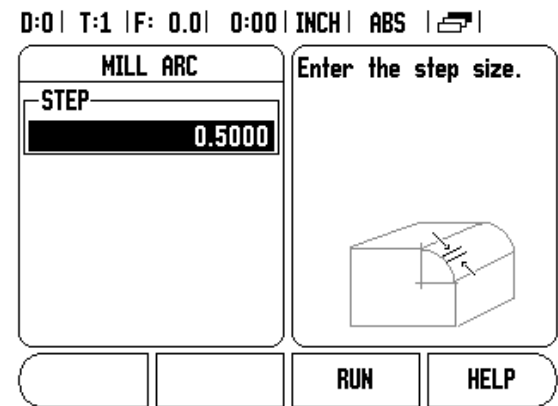 D:0| T:1 |F: 0.0| 0:00|INCH| ABS | |
MILL ARC
STEP
0.5000
Enter the step size.
RUN HELP